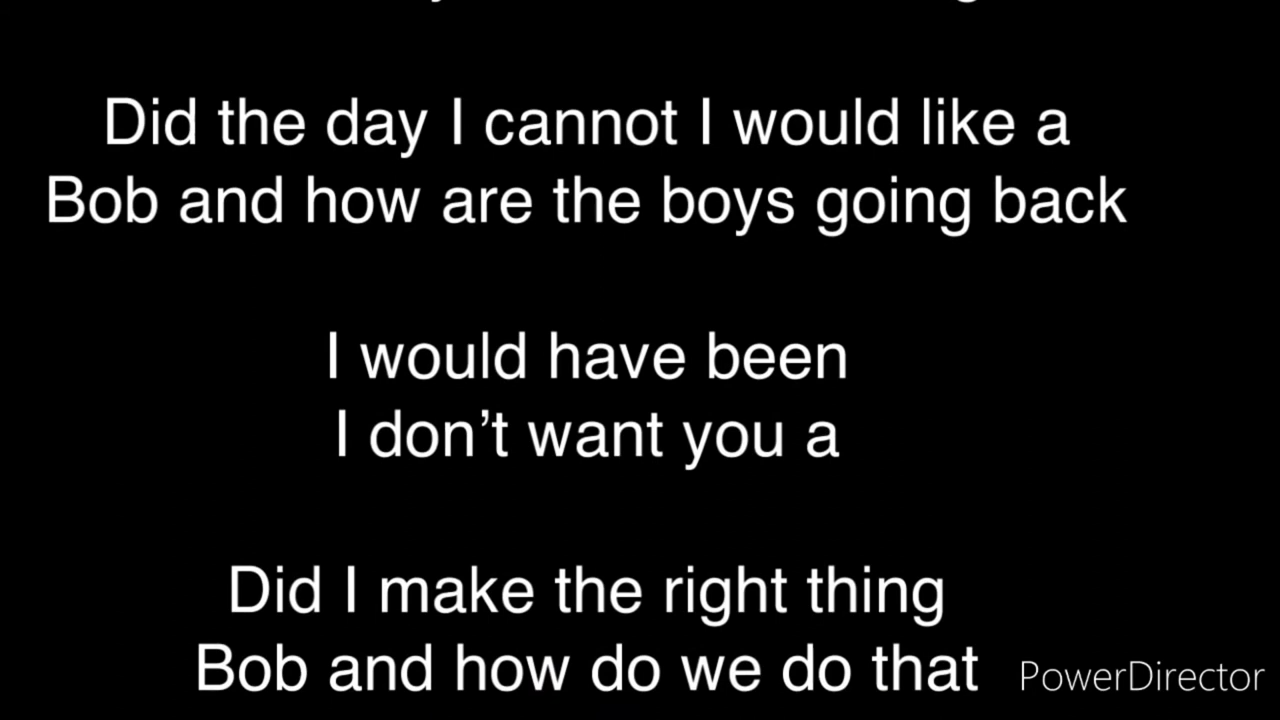 Did the day I cannot I would like a
Bob and how are the boys going back
I would have been
I don’t want you a
Did I make the right thing
Bob and how do we do that
PowerDirector